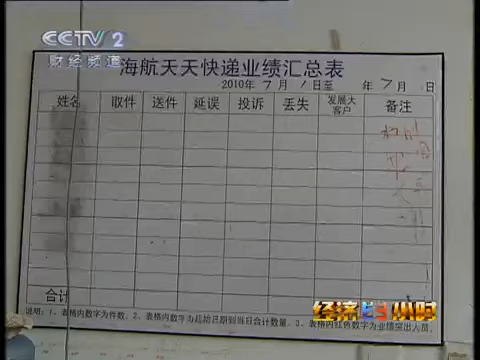 CCTV 2
财经频道
海航天天快递业绩汇总表
2010年 7月 1日至 年 7月 日
姓名 取件 送件 延误 投诉 丢失 发展大客户 备注
合计
说明:1、表格内数字为件数。2、表格内数字为起始日期到当日合计数量。3、表格内红色数字为业绩突出人员。
经济半小时